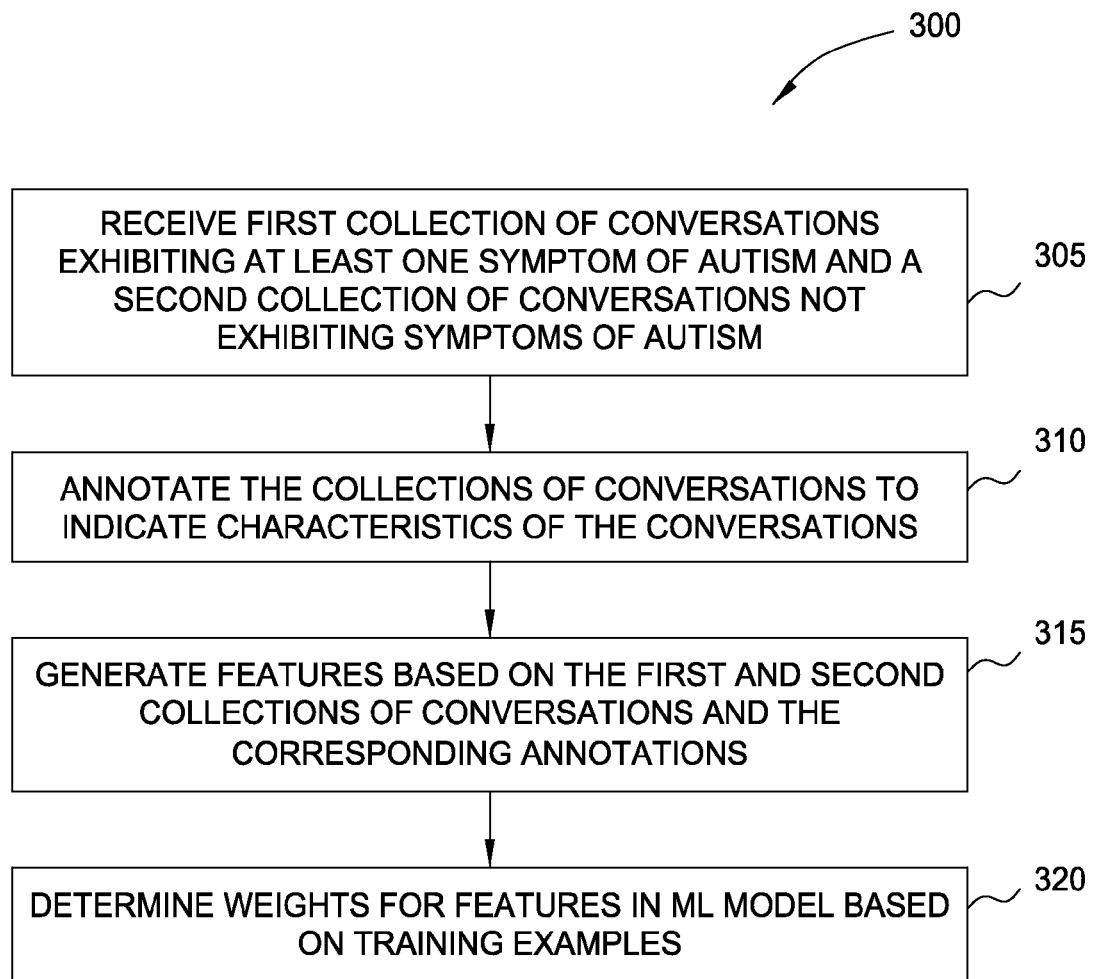 300
RECEIVE FIRST COLLECTION OF CONVERSATIONS
EXHIBITING AT LEAST ONE SYMPTOM OF AUTISM AND A
SECOND COLLECTION OF CONVERSATIONS NOT
EXHIBITING SYMPTOMS OF AUTISM
305
ANNOTATE THE COLLECTIONS OF CONVERSATIONS TO
INDICATE CHARACTERISTICS OF THE CONVERSATIONS
310
GENERATE FEATURES BASED ON THE FIRST AND SECOND
COLLECTIONS OF CONVERSATIONS AND THE
CORRESPONDING ANNOTATIONS
315
DETERMINE WEIGHTS FOR FEATURES IN ML MODEL BASED
ON TRAINING EXAMPLES
320